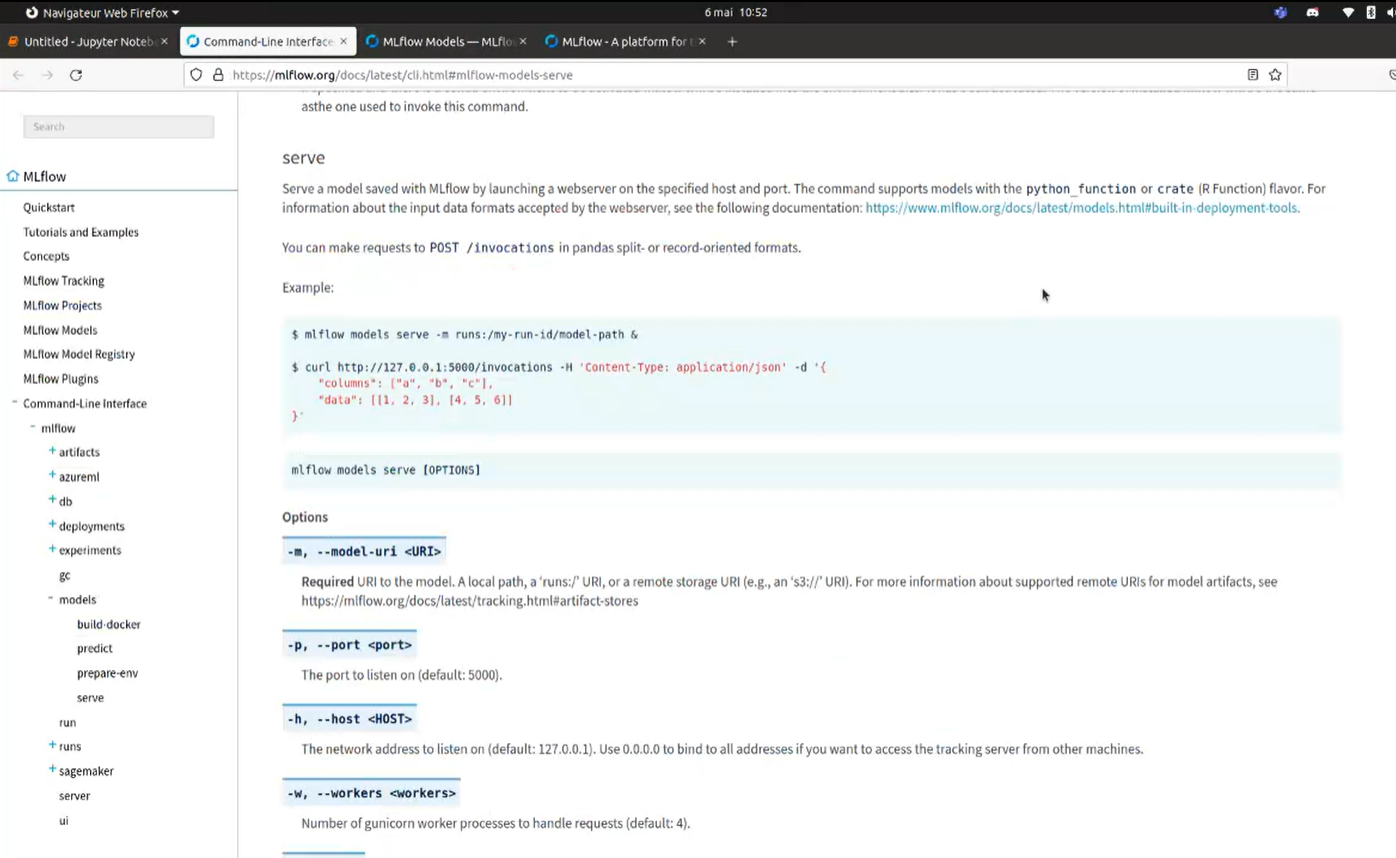 Navigateur Web Firefox
6 mai 10:52
Untitled - Jupyter Noteb
Command-Line Interface
MLflow Models — MLflo
MLflow - A platform for t
https://mlflow.org/docs/latest/cli.html#mlflow-models-serve
Search
MLflow
Quickstart
Tutorials and Examples
Concepts
MLflow Tracking
MLflow Projects
MLflow Models
MLflow Model Registry
MLflow Plugins
Command-Line Interface
mlflow
artifacts
azureml
db
deployments
experiments
gc
models
build-docker
predict
prepare-env
serve
run
runs
sagemaker
server
ui
asthe one used to invoke this command.
serve
Serve a model saved with MLflow by launching a webserver on the specified host and port. The command supports models with the python_function or crate (R Function) flavor. For
information about the input data formats accepted by the webserver, see the following documentation: https://www.mlflow.org/docs/latest/models.html#built-in-deployment-tools.
You can make requests to POST /invocations in pandas split- or record-oriented formats.
Example:
$ mlflow models serve -m runs:/my-run-id/model-path &
$ curl http://127.0.0.1:5000/invocations -H 'Content-Type: application/json' -d '{
"columns": ["a", "b", "c"],
"data": [[1, 2, 3], [4, 5, 6]]
}'
mlflow models serve [OPTIONS]
Options
-m, --model-uri <URI>
Required URI to the model. A local path, a ‘runs:/’ URI, or a remote storage URI (e.g., an ‘s3://’ URI). For more information about supported remote URIs for model artifacts, see
https://mlflow.org/docs/latest/tracking.html#artifact-stores
-p, --port <port>
The port to listen on (default: 5000).
-h, --host <HOST>
The network address to listen on (default: 127.0.0.1). Use 0.0.0.0 to bind to all addresses if you want to access the tracking server from other machines.
-w, --workers <workers>
Number of gunicorn worker processes to handle requests (default: 4).